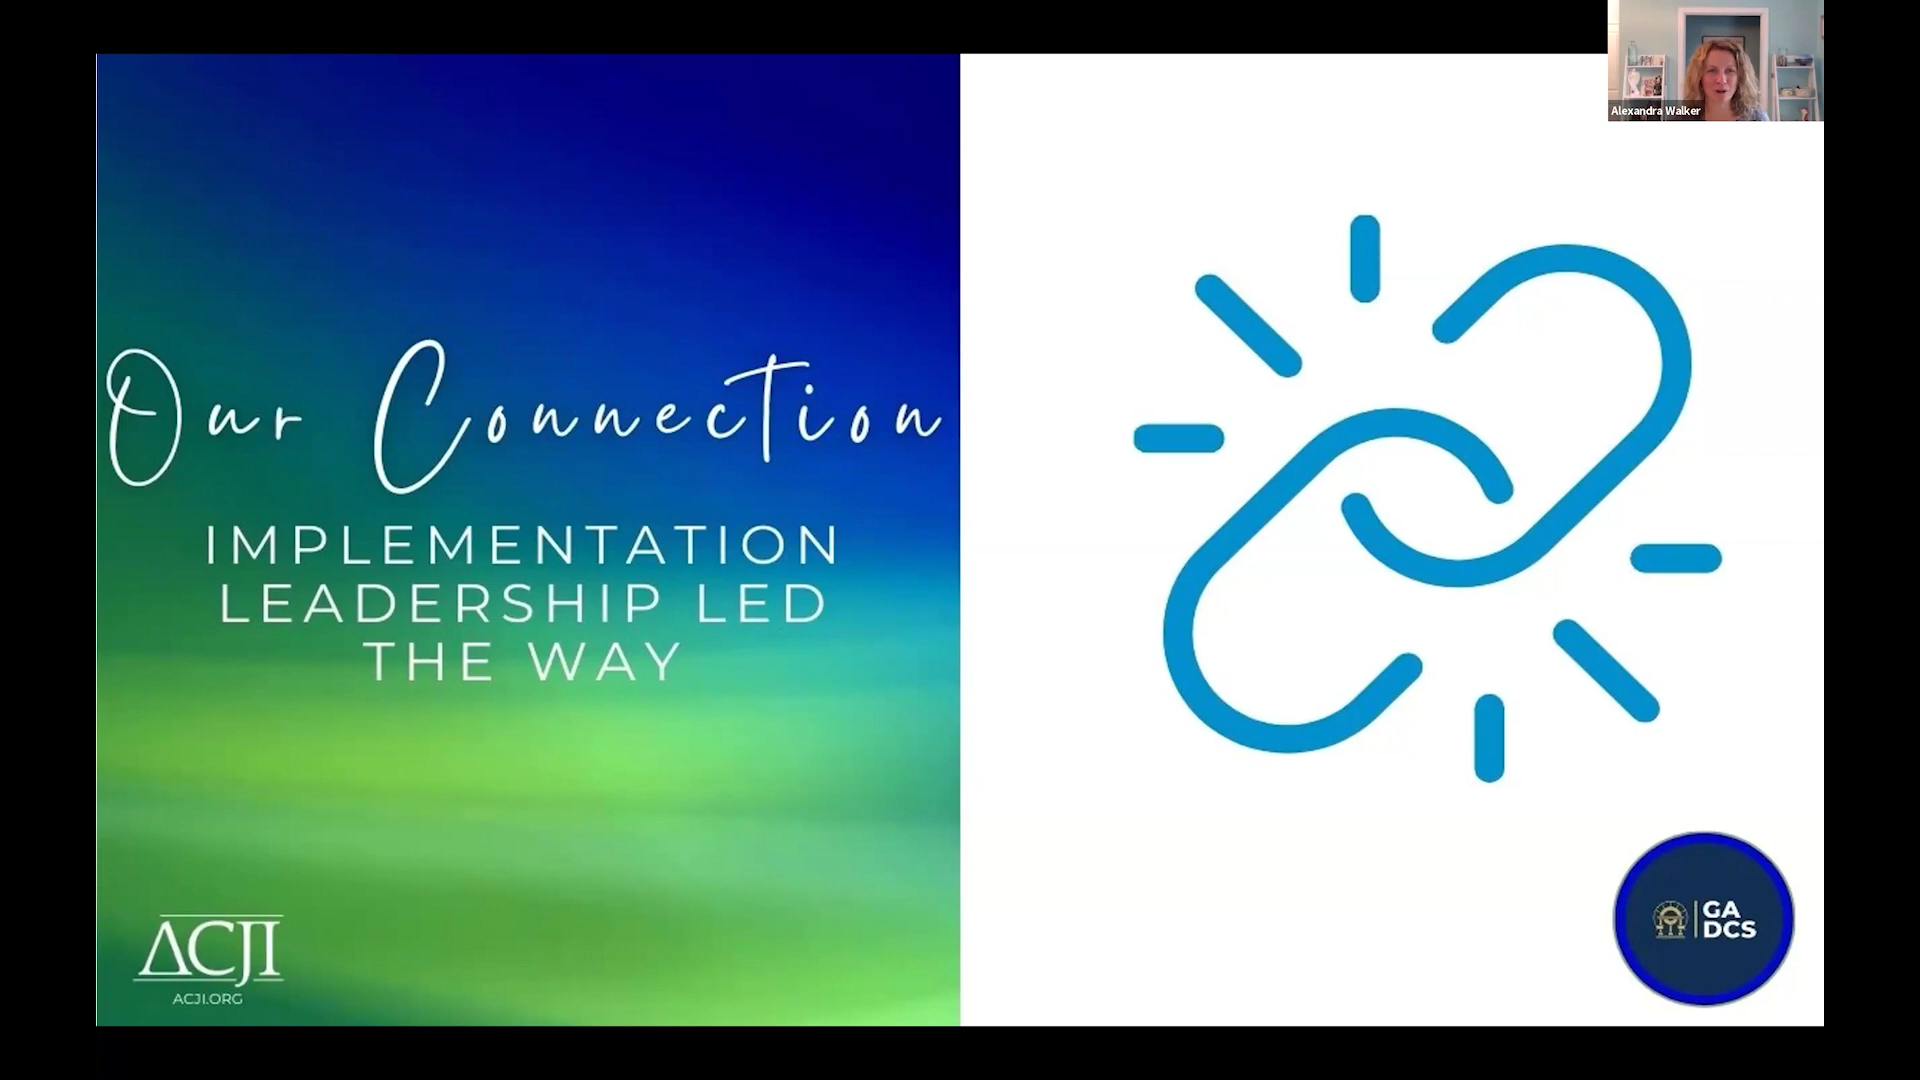 Alexandra Walker
Our Connection
IMPLEMENTATION
LEADERSHIP LED
THE WAY
ACJI
ACJI.ORG
GA
DCS